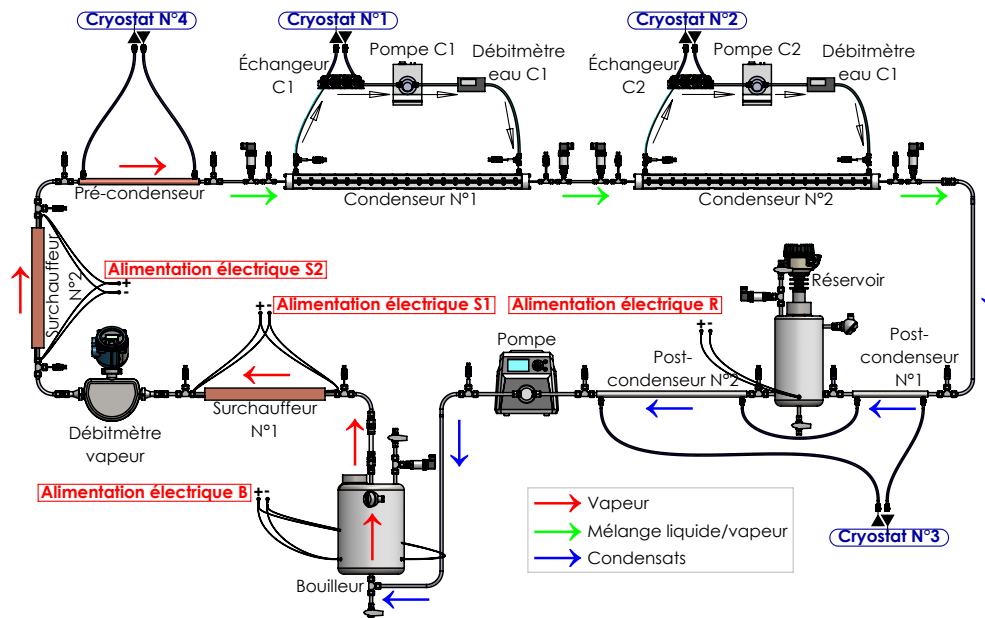 Cryostat N°4
Cryostat N°1
Cryostat N°2
Échangeur
C1
Pompe C1
Débitmètre
eau C1
Échangeur
C2
Pompe C2
Débitmètre
eau C2
Pré-condenseur
Condenseur N°1
Condenseur N°2
Surchauffeur
N°2
Alimentation électrique S2
+
-
Alimentation électrique S1
+-
Alimentation électrique R
+-
Réservoir
Pompe
Post-
condenseur N°2
Post-
condenseur
N°1
Débitmètre
vapeur
Surchauffeur
N°1
Alimentation électrique B
+-
Bouilleur
Vapeur
Mélange liquide/vapeur
Condensats
Cryostat N°3